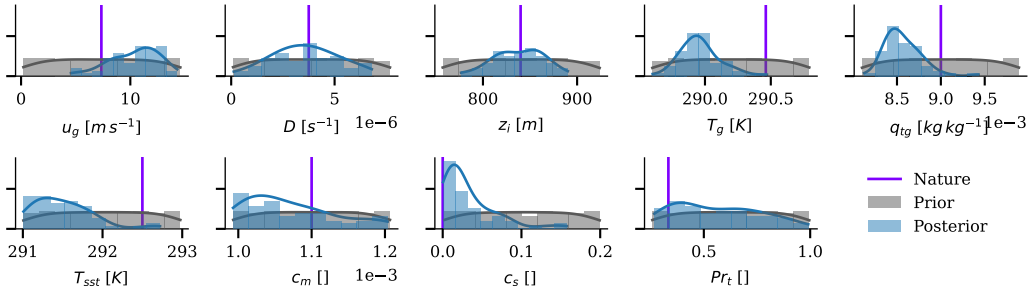 0 10
u_g [m s⁻¹]
0 5
1e−6
D [s⁻¹]
800 900
z_i [m]
290.0 290.5
T_g [K]
8.5 9.0 9.5
1e−3
q_tg [kg kg⁻¹]
291 292 293
T_sst [K]
1.0 1.1 1.2
1e−3
c_m []
0.0 0.1 0.2
c_s []
0.5 1.0
Pr_t []
Nature
Prior
Posterior